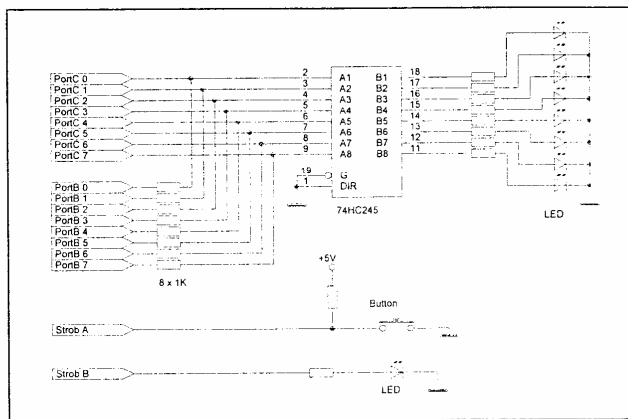 PortC 0
PortC 1
PortC 2
PortC 3
PortC 4
PortC 5
PortC 6
PortC 7
2
3
4
5
6
7
8
9
A1 B1
A2 B2
A3 B3
A4 B4
A5 B5
A6 B6
A7 B7
A8 B8
18
17
16
15
14
13
12
11
19 G
1 DIR
74HC245
LED
PortB 0
PortB 1
PortB 2
PortB 3
PortB 4
PortB 5
PortB 6
PortB 7
8 x 1K
+5V
Button
Strob A
Strob B
LED